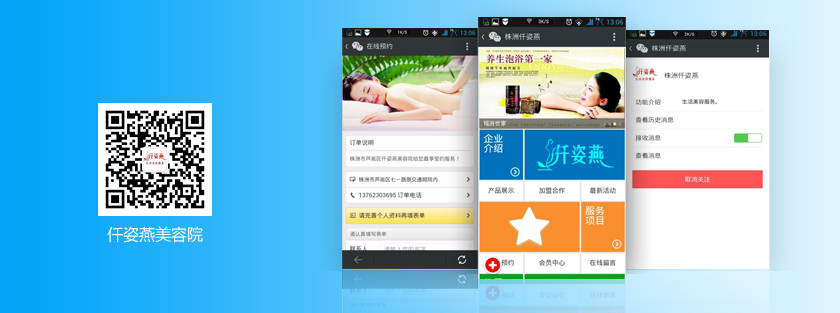 仟姿燕美容院
1K/S
13:06
在线预约
订单说明
株洲市芦淞区仟姿燕美容院给您最享受的服务！
株洲市芦淞区七一路原交通局院内
13762303695 订单电话
请完善个人资料再填表单
请认真填写表单
联系人
请输入您的名字
3K/S
13:06
株洲仟姿燕
养生泡浴第一家
瑶浴世家
企业
介绍
仟姿燕
产品展示
加盟合作
最新活动
服务
项目
预约
会员中心
在线留言
2K/S
13:06
株洲仟姿燕
仟姿燕
株洲仟姿燕
功能介绍
生活美容服务。
查看历史消息
接收消息
查看消息
取消关注